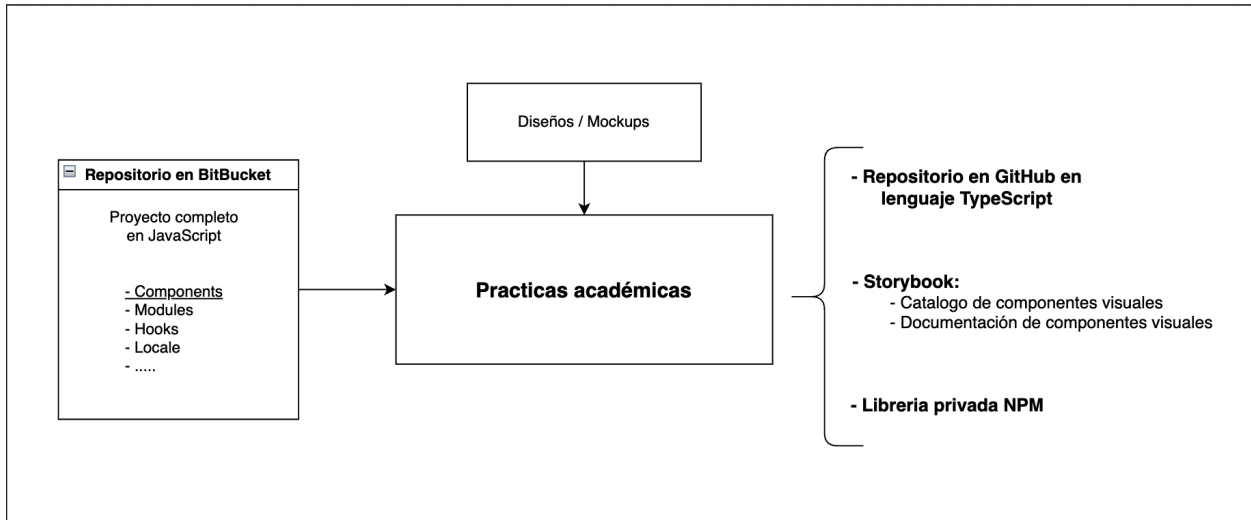 Diseños / Mockups
Repositorio en BitBucket
Proyecto completo
en JavaScript
- Components
- Modules
- Hooks
- Locale
- .....
Practicas académicas
- Repositorio en GitHub en
lenguaje TypeScript
- Storybook:
- Catalogo de componentes visuales
- Documentación de componentes visuales
- Libreria privada NPM